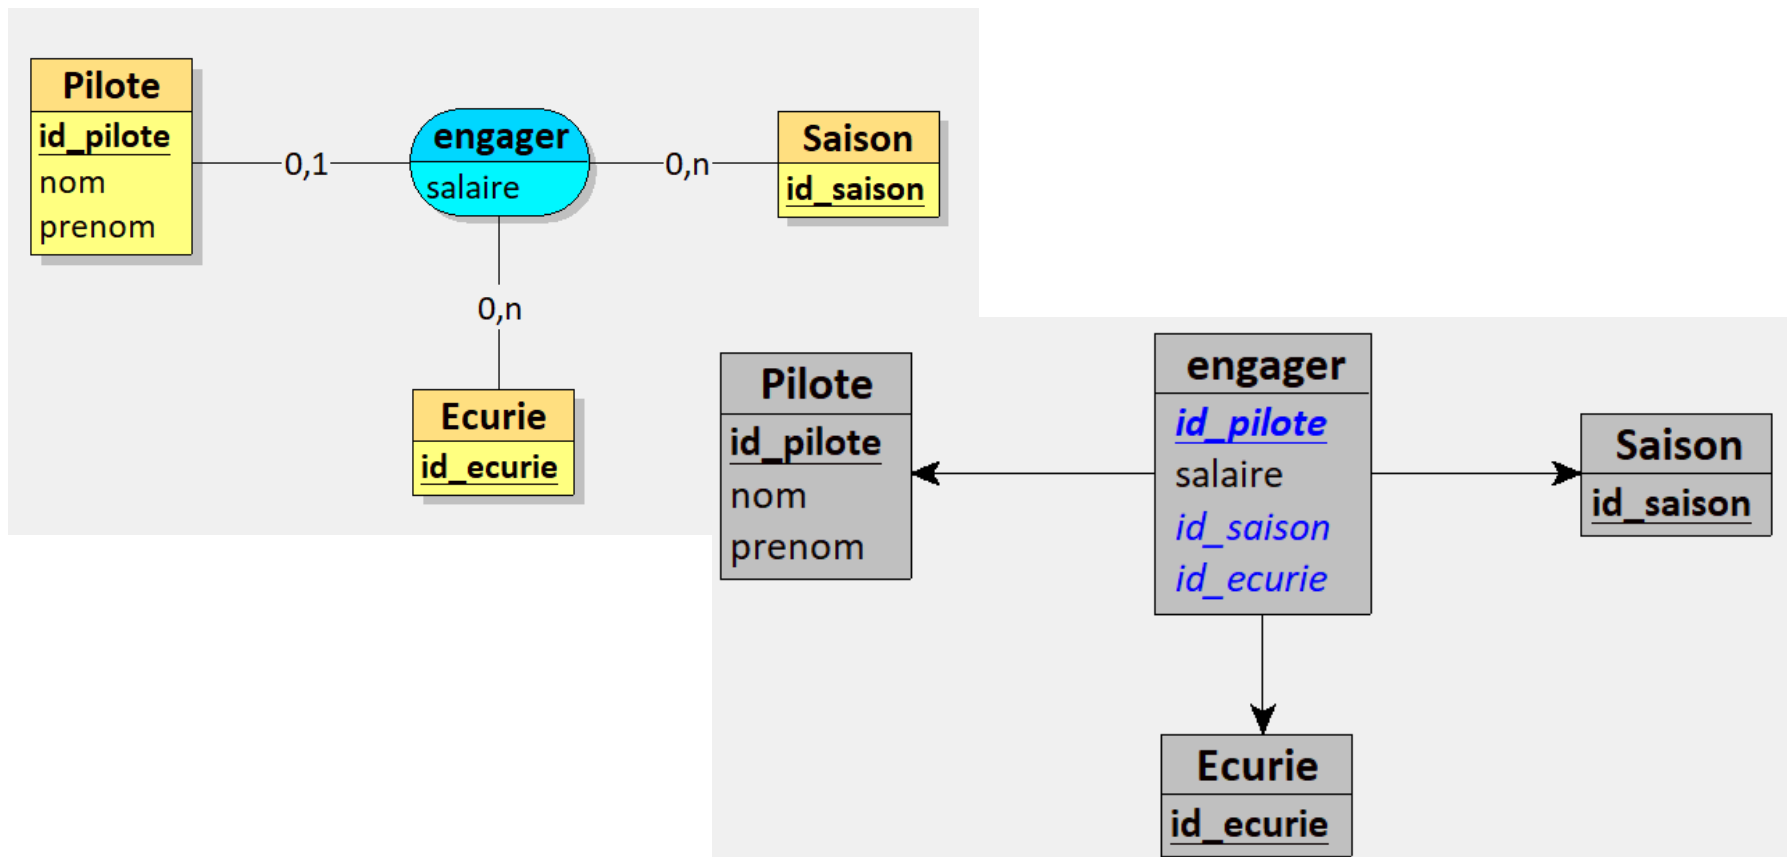 Pilote
id_pilote
nom
prenom
0,1
engager
salaire
0,n
Saison
id_saison
0,n
Ecurie
id_ecurie
Pilote
id_pilote
nom
prenom
engager
id_pilote
salaire
id_saison
id_ecurie
Saison
id_saison
Ecurie
id_ecurie